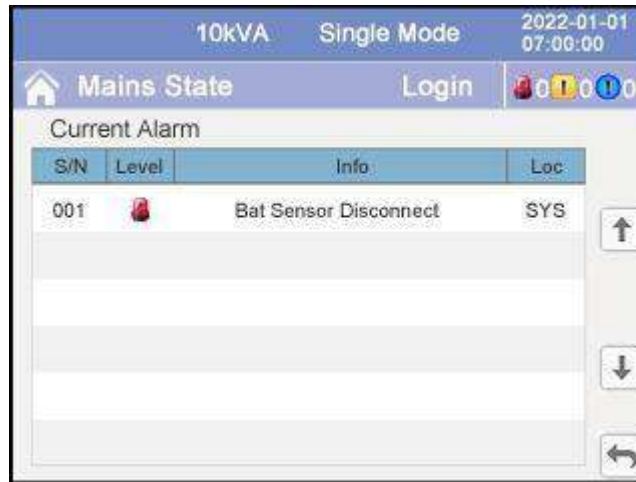 10kVA Single Mode 2022-01-01
07:00:00
Mains State Login 0 ! 0 ! 0
Current Alarm
S/N Level Info Loc
001 Bat Sensor Disconnect SYS